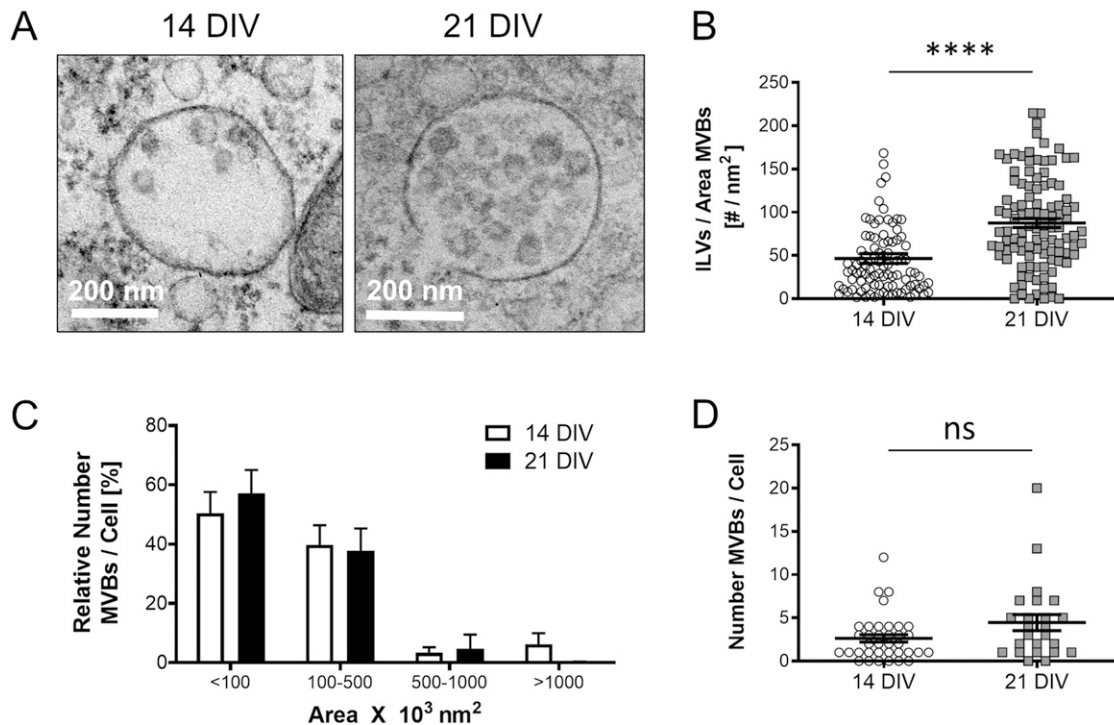 A
14 DIV
21 DIV
200 nm
200 nm
B
****
ILVs / Area MVBs
[# / nm²]
250
200
150
100
50
0
14 DIV
21 DIV
C
14 DIV
21 DIV
Relative Number
MVBs / Cell [%]
80
60
40
20
0
<100
100-500
500-1000
>1000
Area X 10³ nm²
D
ns
Number MVBs / Cell
25
20
15
10
5
0
14 DIV
21 DIV